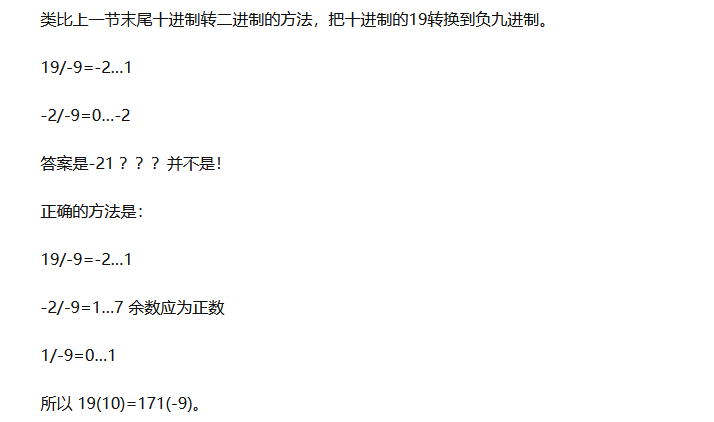 类比上一节末尾十进制转二进制的方法，把十进制的19转换到负九进制。
19/-9=-2...1
-2/-9=0...-2
答案是-21？？？并不是！
正确的方法是：
19/-9=-2...1
-2/-9=1...7 余数应为正数
1/-9=0...1
所以 19(10)=171(-9)。